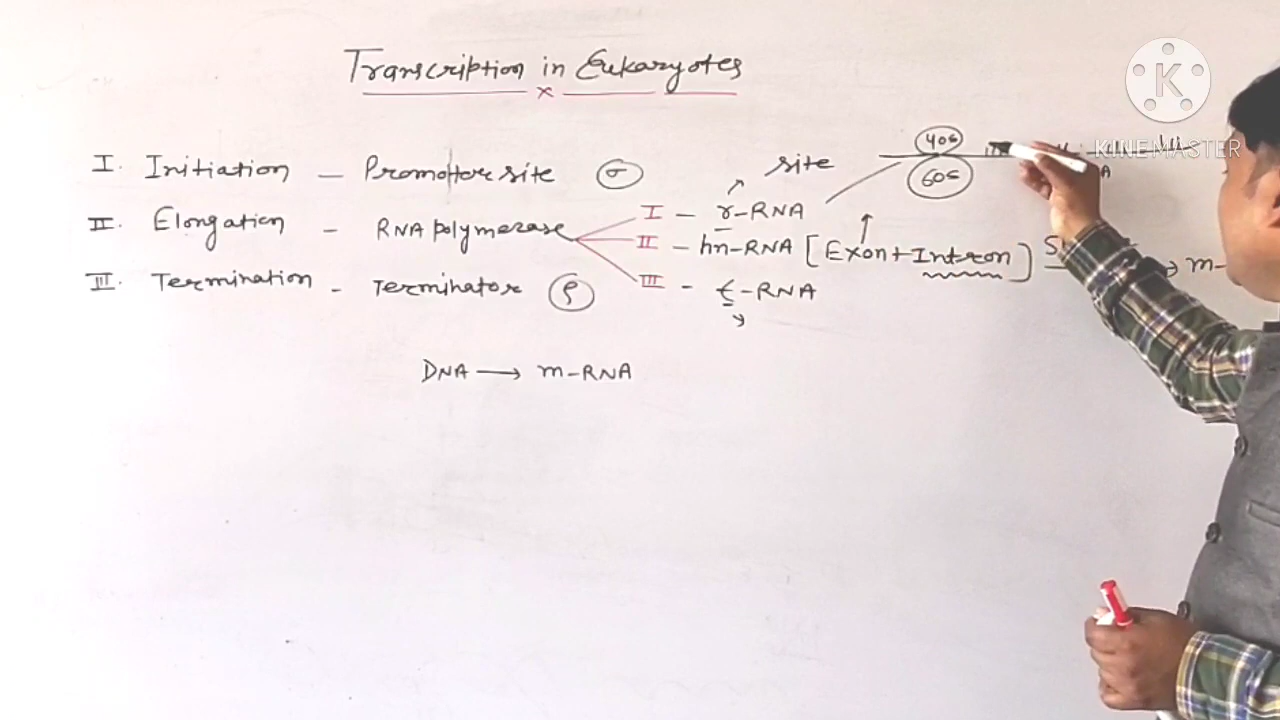 Transcription in Eukaryotes
x
K
KINEMASTER
40s
60s
I. Initiation - Promottor site σ
site
II. Elongation - RNA polymerase
I - r-RNA
II - hn-RNA [Exon + Intron] → m-
III - t-RNA
III. Termination - Terminator ρ
DNA → m-RNA